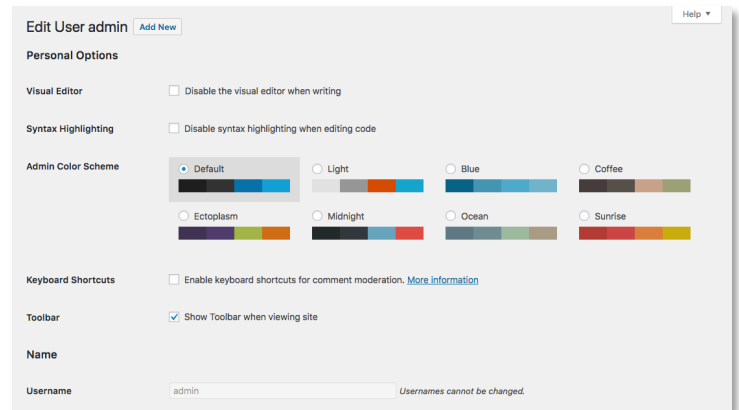 Help ▼
Edit User admin Add New
Personal Options
Visual Editor Disable the visual editor when writing
Syntax Highlighting Disable syntax highlighting when editing code
Admin Color Scheme Default Light Blue Coffee
Ectoplasm Midnight Ocean Sunrise
Keyboard Shortcuts Enable keyboard shortcuts for comment moderation. More information
Toolbar Show Toolbar when viewing site
Name
Username admin Usernames cannot be changed.